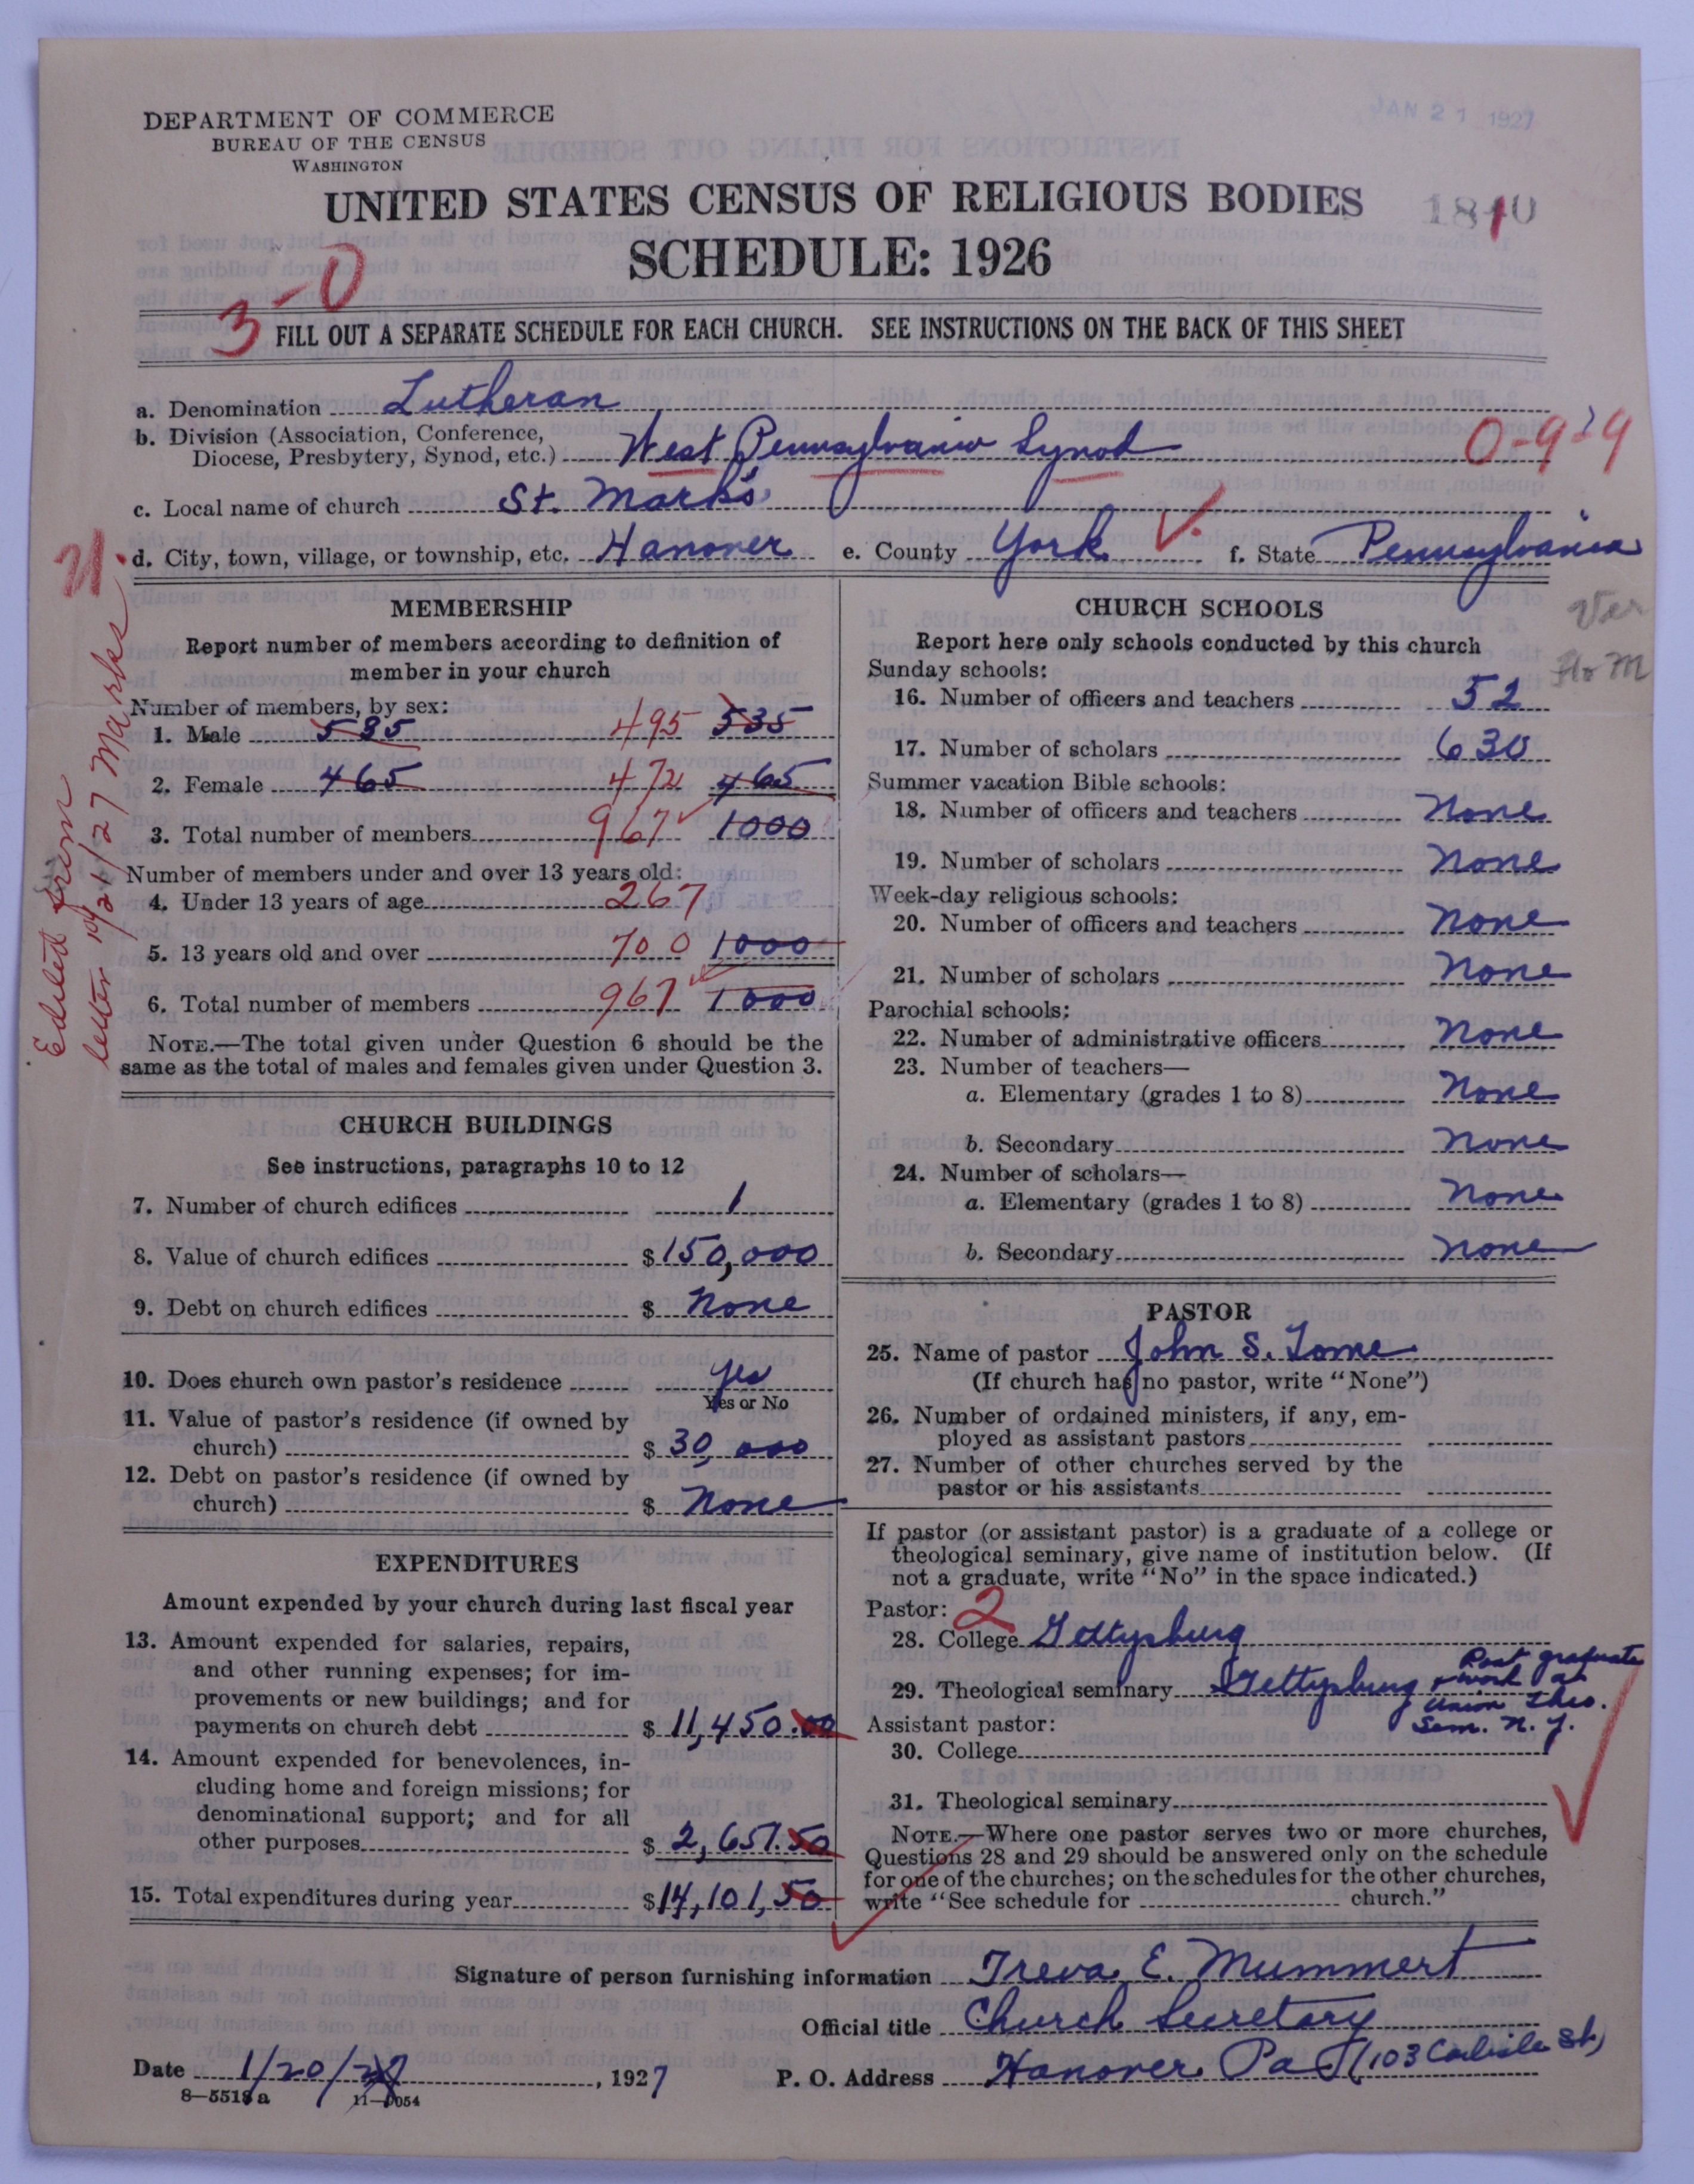 JAN 21 1927
DEPARTMENT OF COMMERCE
BUREAU OF THE CENSUS
WASHINGTON
UNITED STATES CENSUS OF RELIGIOUS BODIES
SCHEDULE: 1926
3-0
FILL OUT A SEPARATE SCHEDULE FOR EACH CHURCH. SEE INSTRUCTIONS ON THE BACK OF THIS SHEET
a. Denomination Lutheran
b. Division (Association, Conference,
Diocese, Presbytery, Synod, etc.) West Pennsylvania Synod
c. Local name of church St. Mark's
d. City, town, village, or township, etc. Hanover e. County York f. State Pennsylvania
Edited from
letter 10/21/27 Marks
MEMBERSHIP
Report number of members according to definition of
member in your church
Number of members, by sex:
1. Male 535 495 535
2. Female 465 472 465
3. Total number of members 967 1000
Number of members under and over 13 years old:
4. Under 13 years of age 267
5. 13 years old and over 700 1000
6. Total number of members 967 1000
NOTE.—The total given under Question 6 should be the
same as the total of males and females given under Question 3.
CHURCH BUILDINGS
See instructions, paragraphs 10 to 12
7. Number of church edifices 1
8. Value of church edifices $ 150,000
9. Debt on church edifices $ None
10. Does church own pastor's residence yes
Yes or No
11. Value of pastor's residence (if owned by
church) $ 30,000
12. Debt on pastor's residence (if owned by
church) $ None
EXPENDITURES
Amount expended by your church during last fiscal year
13. Amount expended for salaries, repairs,
and other running expenses; for im-
provements or new buildings; and for
payments on church debt $ 11,450.00
14. Amount expended for benevolences, in-
cluding home and foreign missions; for
denominational support; and for all
other purposes $ 2,651.50
15. Total expenditures during year $ 14,101,50
CHURCH SCHOOLS
Report here only schools conducted by this church
Sunday schools:
16. Number of officers and teachers 52
17. Number of scholars 630
Summer vacation Bible schools:
18. Number of officers and teachers None
19. Number of scholars None
Week-day religious schools:
20. Number of officers and teachers None
21. Number of scholars None
Parochial schools:
22. Number of administrative officers None
23. Number of teachers—
a. Elementary (grades 1 to 8) None
b. Secondary None
24. Number of scholars—
a. Elementary (grades 1 to 8) None
b. Secondary None
PASTOR
25. Name of pastor John S. Tome
(If church has no pastor, write "None")
26. Number of ordained ministers, if any, em-
ployed as assistant pastors
27. Number of other churches served by the
pastor or his assistants
If pastor (or assistant pastor) is a graduate of a college or
theological seminary, give name of institution below. (If
not a graduate, write "No" in the space indicated.)
Pastor: 2
28. College Gettysburg
29. Theological seminary Gettysburg & Post graduate
work at
Union Theo.
Sem. N. Y.
Assistant pastor:
30. College
31. Theological seminary
NOTE.—Where one pastor serves two or more churches,
Questions 28 and 29 should be answered only on the schedule
for one of the churches; on the schedules for the other churches,
write "See schedule for church."
Signature of person furnishing information Treva E. Mummert
Official title Church Secretary
Date 1/20/27, 1927 P. O. Address Hanover, Pa (103 Carlisle St)
8—5518a 11—9054